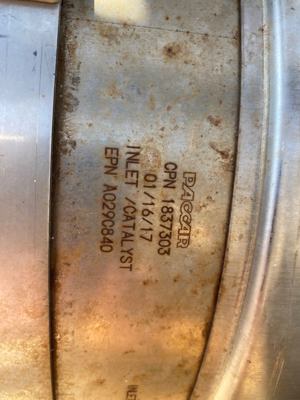 PACCAR
CPN 1837303
01/16/17
INLET /CATALYST
EPN A0290840